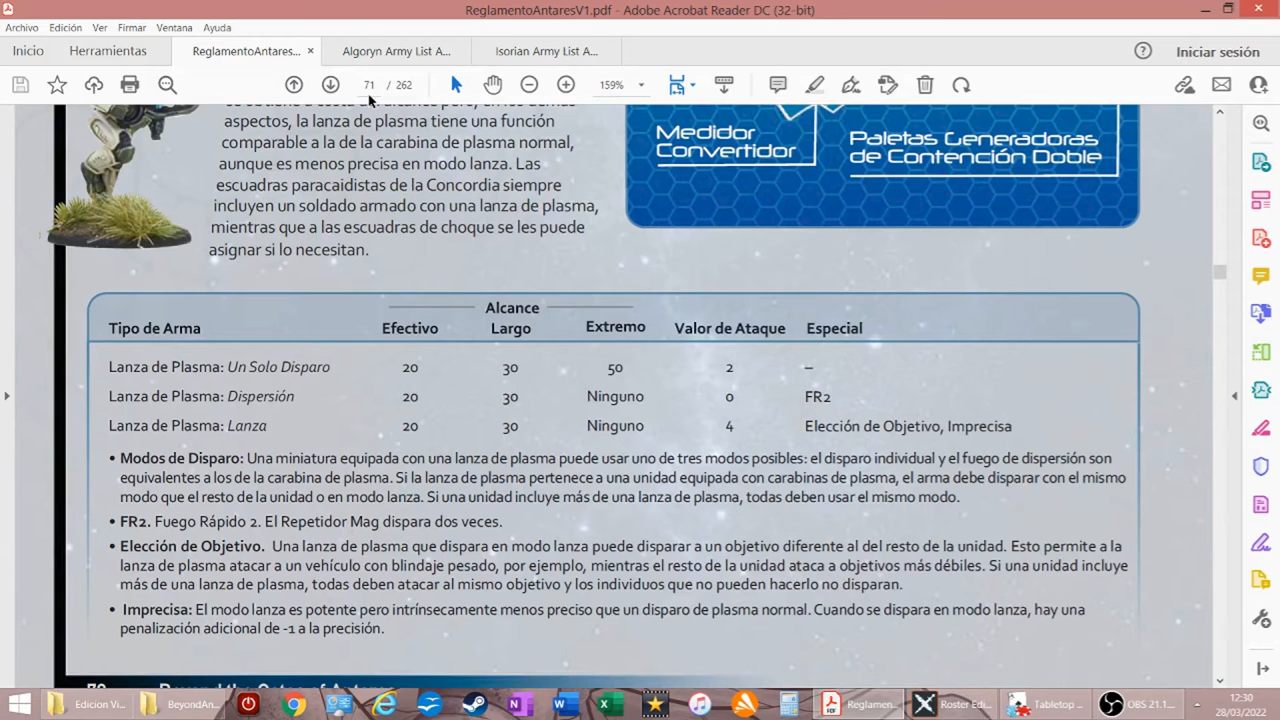 ReglamentoAntaresV1.pdf - Adobe Acrobat Reader DC (32-bit)
Archivo Edición Ver Firmar Ventana Ayuda
Inicio Herramientas ReglamentoAntares... × Algoryn Army List A... Isorian Army List A... Iniciar sesión
71 / 262 159%
aspectos, la lanza de plasma tiene una función
comparable a la de la carabina de plasma normal,
aunque es menos precisa en modo lanza. Las
escuadras paracaidistas de la Concordia siempre
incluyen un soldado armado con una lanza de plasma,
mientras que a las escuadras de choque se les puede
asignar si lo necesitan.
Medidor
Convertidor
Paletas Generadoras
de Contención Doble
Alcance
Tipo de Arma Efectivo Largo Extremo Valor de Ataque Especial
Lanza de Plasma: Un Solo Disparo 20 30 50 2 –
Lanza de Plasma: Dispersión 20 30 Ninguno 0 FR2
Lanza de Plasma: Lanza 20 30 Ninguno 4 Elección de Objetivo, Imprecisa
• Modos de Disparo: Una miniatura equipada con una lanza de plasma puede usar uno de tres modos posibles: el disparo individual y el fuego de dispersión son
equivalentes a los de la carabina de plasma. Si la lanza de plasma pertenece a una unidad equipada con carabinas de plasma, el arma debe disparar con el mismo
modo que el resto de la unidad o en modo lanza. Si una unidad incluye más de una lanza de plasma, todas deben usar el mismo modo.
• FR2. Fuego Rápido 2. El Repetidor Mag dispara dos veces.
• Elección de Objetivo. Una lanza de plasma que dispara en modo lanza puede disparar a un objetivo diferente al del resto de la unidad. Esto permite a la
lanza de plasma atacar a un vehículo con blindaje pesado, por ejemplo, mientras el resto de la unidad ataca a objetivos más débiles. Si una unidad incluye
más de una lanza de plasma, todas deben atacar al mismo objetivo y los individuos que no pueden hacerlo no disparan.
• Imprecisa: El modo lanza es potente pero intrínsecamente menos preciso que un disparo de plasma normal. Cuando se dispara en modo lanza, hay una
penalización adicional de -1 a la precisión.
Edicion Vi... BeyondAn... Reglamen... Roster Edi... Tabletop ... OBS 21.1... 12:30
28/03/2022